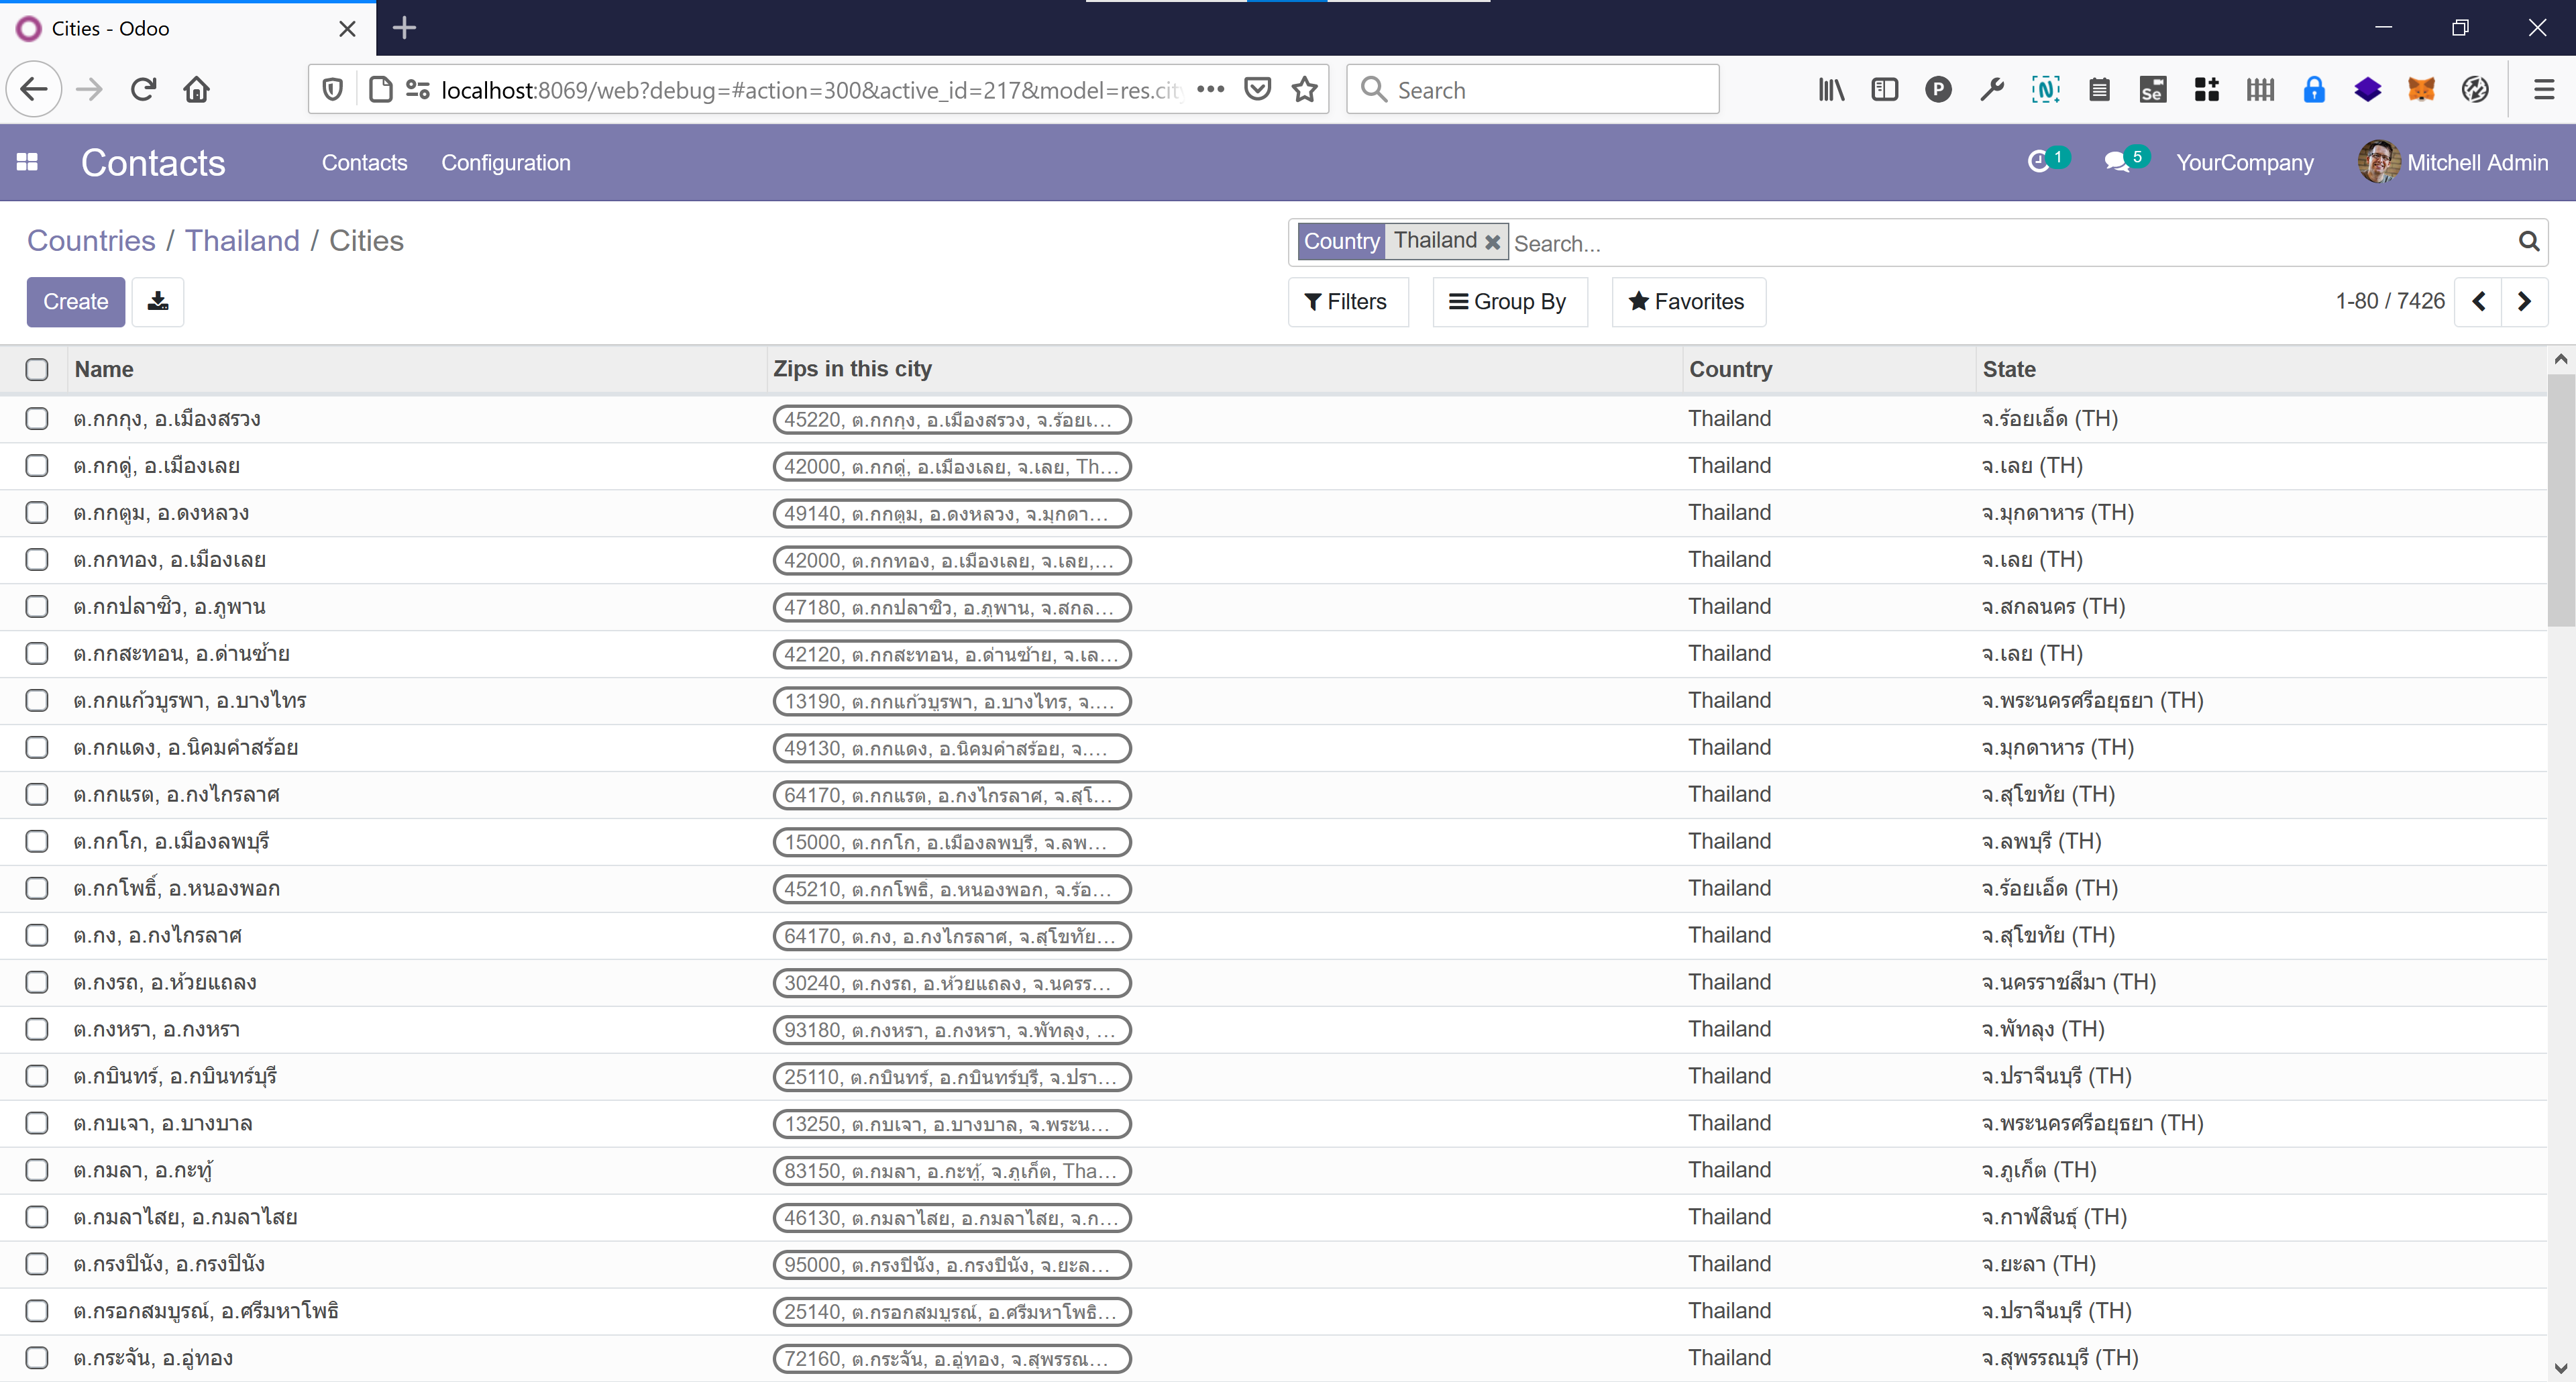 Cities - Odoo
localhost:8069/web?debug=#action=300&active_id=217&model=res.city
Search
Contacts
Contacts
Configuration
1
5
YourCompany
Mitchell Admin
Countries / Thailand / Cities
Country Thailand Search...
Create
Filters
Group By
Favorites
1-80 / 7426
Name Zips in this city Country State
ต.กกกุง, อ.เมืองสรวง 45220, ต.กกกุง, อ.เมืองสรวง, จ.ร้อยเ... Thailand จ.ร้อยเอ็ด (TH)
ต.กกดู่, อ.เมืองเลย 42000, ต.กกดู่, อ.เมืองเลย, จ.เลย, Th... Thailand จ.เลย (TH)
ต.กกตูม, อ.ดงหลวง 49140, ต.กกตูม, อ.ดงหลวง, จ.มุกดา... Thailand จ.มุกดาหาร (TH)
ต.กกทอง, อ.เมืองเลย 42000, ต.กกทอง, อ.เมืองเลย, จ.เลย,... Thailand จ.เลย (TH)
ต.กกปลาซิว, อ.ภูพาน 47180, ต.กกปลาซิว, อ.ภูพาน, จ.สกล... Thailand จ.สกลนคร (TH)
ต.กกสะทอน, อ.ด่านซ้าย 42120, ต.กกสะทอน, อ.ด่านซ้าย, จ.เล... Thailand จ.เลย (TH)
ต.กกแก้วบูรพา, อ.บางไทร 13190, ต.กกแก้วบูรพา, อ.บางไทร, จ.... Thailand จ.พระนครศรีอยุธยา (TH)
ต.กกแดง, อ.นิคมคำสร้อย 49130, ต.กกแดง, อ.นิคมคำสร้อย, จ.... Thailand จ.มุกดาหาร (TH)
ต.กกแรต, อ.กงไกรลาศ 64170, ต.กกแรต, อ.กงไกรลาศ, จ.สุโ... Thailand จ.สุโขทัย (TH)
ต.กกโก, อ.เมืองลพบุรี 15000, ต.กกโก, อ.เมืองลพบุรี, จ.ลพ... Thailand จ.ลพบุรี (TH)
ต.กกโพธิ์, อ.หนองพอก 45210, ต.กกโพธิ์, อ.หนองพอก, จ.ร้อ... Thailand จ.ร้อยเอ็ด (TH)
ต.กง, อ.กงไกรลาศ 64170, ต.กง, อ.กงไกรลาศ, จ.สุโขทัย... Thailand จ.สุโขทัย (TH)
ต.กงรถ, อ.ห้วยแถลง 30240, ต.กงรถ, อ.ห้วยแถลง, จ.นครร... Thailand จ.นครราชสีมา (TH)
ต.กงหรา, อ.กงหรา 93180, ต.กงหรา, อ.กงหรา, จ.พัทลุง, ... Thailand จ.พัทลุง (TH)
ต.กบินทร์, อ.กบินทร์บุรี 25110, ต.กบินทร์, อ.กบินทร์บุรี, จ.ปรา... Thailand จ.ปราจีนบุรี (TH)
ต.กบเจา, อ.บางบาล 13250, ต.กบเจา, อ.บางบาล, จ.พระน... Thailand จ.พระนครศรีอยุธยา (TH)
ต.กมลา, อ.กะทู้ 83150, ต.กมลา, อ.กะทู้, จ.ภูเก็ต, Tha... Thailand จ.ภูเก็ต (TH)
ต.กมลาไสย, อ.กมลาไสย 46130, ต.กมลาไสย, อ.กมลาไสย, จ.ก... Thailand จ.กาฬสินธุ์ (TH)
ต.กรงปินัง, อ.กรงปินัง 95000, ต.กรงปินัง, อ.กรงปินัง, จ.ยะล... Thailand จ.ยะลา (TH)
ต.กรอกสมบูรณ์, อ.ศรีมหาโพธิ 25140, ต.กรอกสมบูรณ์, อ.ศรีมหาโพธิ... Thailand จ.ปราจีนบุรี (TH)
ต.กระจัน, อ.อู่ทอง 72160, ต.กระจัน, อ.อู่ทอง, จ.สุพรรณ... Thailand จ.สุพรรณบุรี (TH)